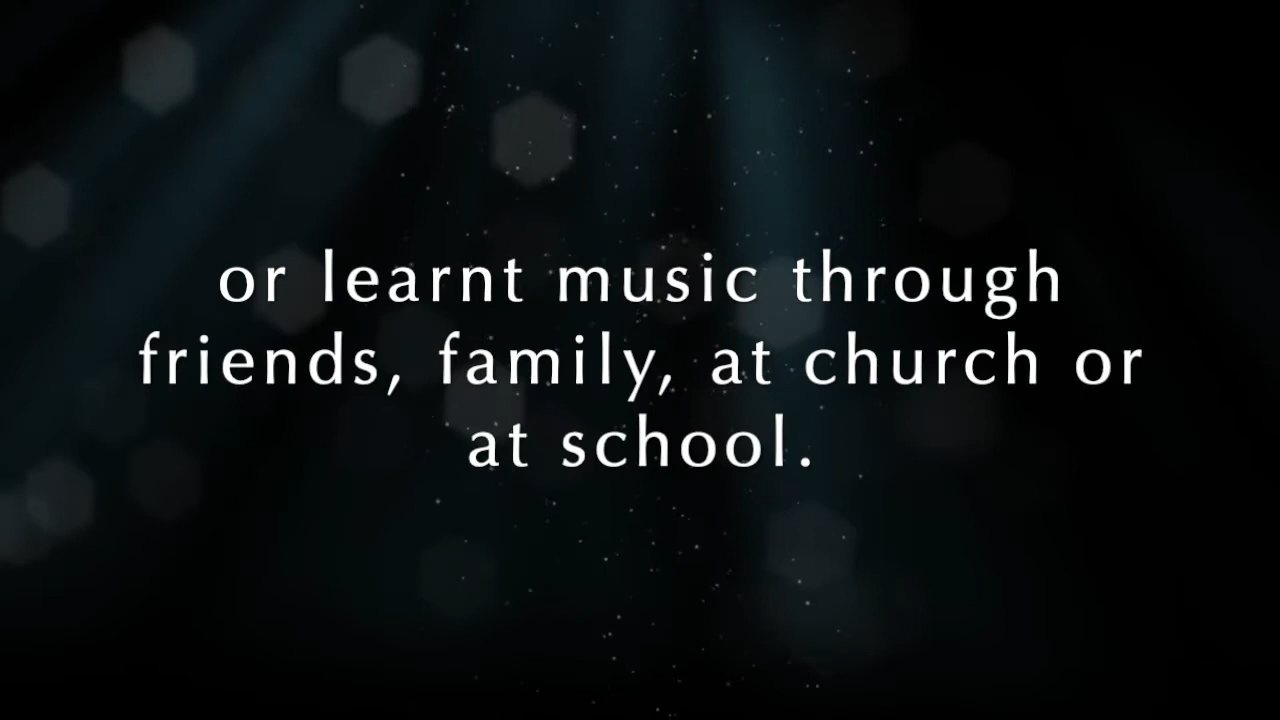 or learnt music through
friends, family, at church or
at school.